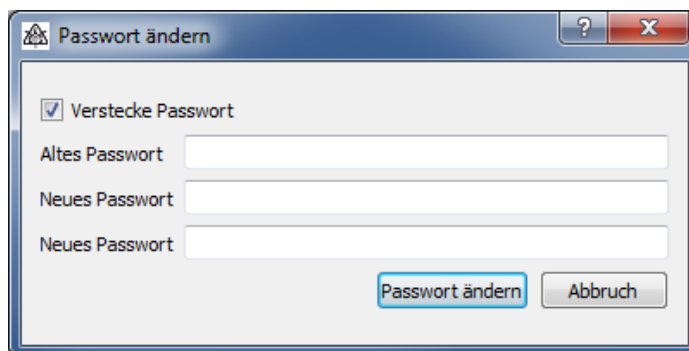 Passwort ändern
Verstecke Passwort
Altes Passwort
Neues Passwort
Neues Passwort
Passwort ändern Abbruch